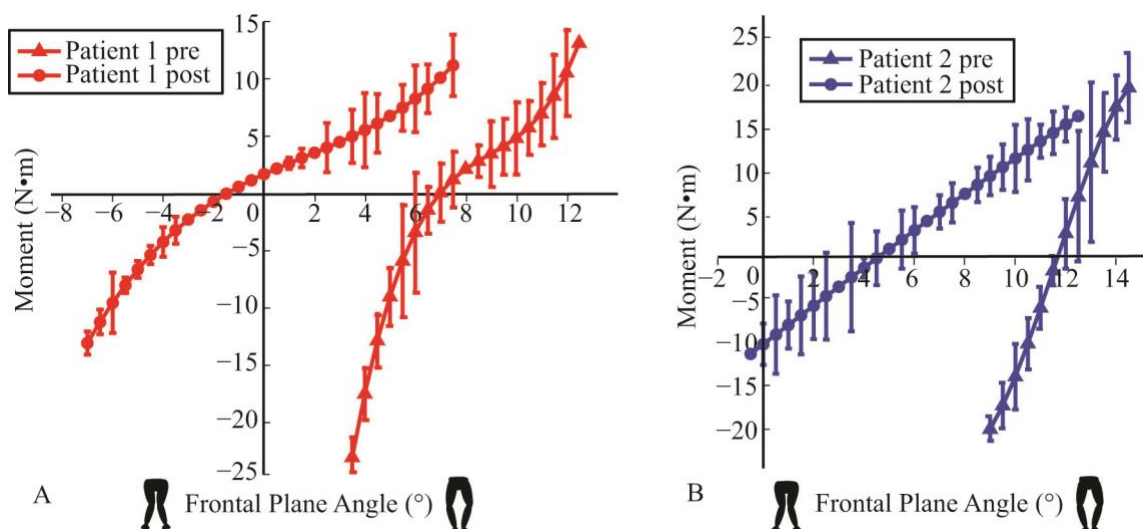 Patient 1 pre
Patient 1 post
Moment (N•m)
15
10
5
0
−5
−10
−15
−20
−25
−8 −6 −4 −2 2 4 6 8 10 12
A
Frontal Plane Angle (°)
Patient 2 pre
Patient 2 post
Moment (N•m)
25
20
15
10
5
0
−5
−10
−15
−20
−2 2 4 6 8 10 12 14
B
Frontal Plane Angle (°)